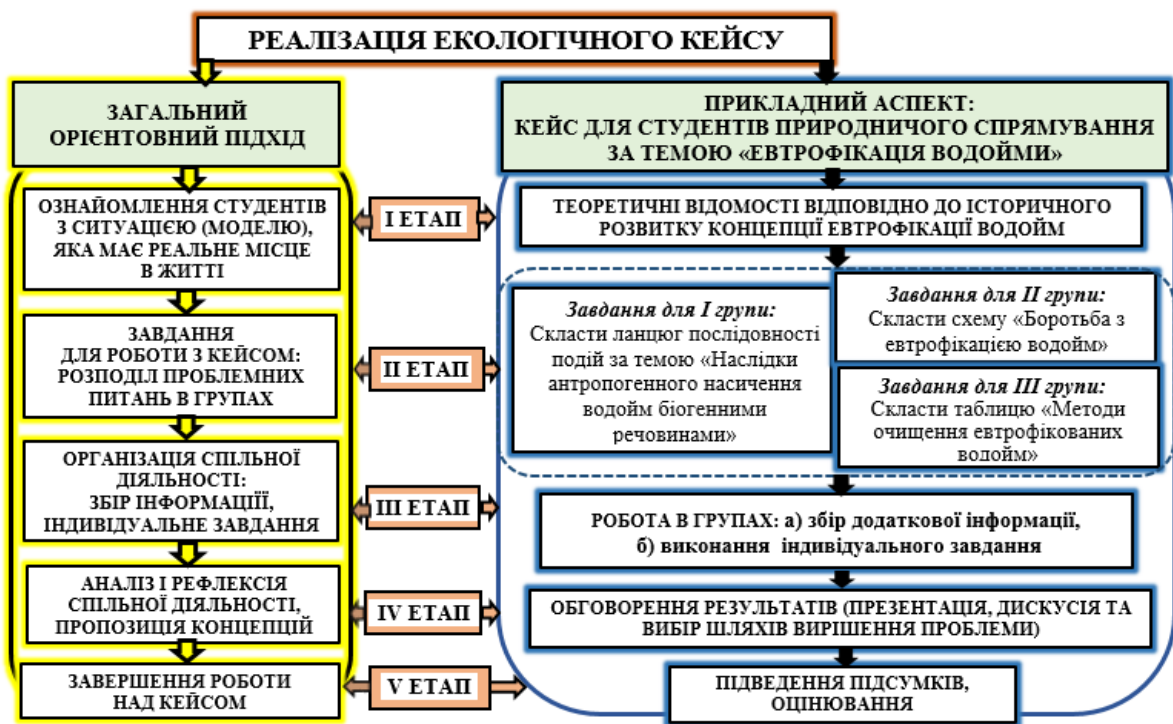 РЕАЛІЗАЦІЯ ЕКОЛОГІЧНОГО КЕЙСУ
ЗАГАЛЬНИЙ
ОРІЄНТОВНИЙ ПІДХІД
ПРИКЛАДНИЙ АСПЕКТ:
КЕЙС ДЛЯ СТУДЕНТІВ ПРИРОДНИЧОГО СПРЯМУВАННЯ
ЗА ТЕМОЮ «ЕВТРОФІКАЦІЯ ВОДОЙМИ»
ОЗНАЙОМЛЕННЯ СТУДЕНТІВ
З СИТУАЦІЄЮ (МОДЕЛЮ),
ЯКА МАЄ РЕАЛЬНЕ МІСЦЕ
В ЖИТТІ
І ЕТАП
ТЕОРЕТИЧНІ ВІДОМОСТІ ВІДПОВІДНО ДО ІСТОРИЧНОГО
РОЗВИТКУ КОНЦЕПЦІЇ ЕВТРОФІКАЦІЇ ВОДОЙМ
ЗАВДАННЯ
ДЛЯ РОБОТИ З КЕЙСОМ:
РОЗПОДІЛ ПРОБЛЕМНИХ
ПИТАНЬ В ГРУПАХ
ІІ ЕТАП
Завдання для І групи:
Скласти ланцюг послідовності
подій за темою «Наслідки
антропогенного насичення
водойм біогенними
речовинами»
Завдання для ІІ групи:
Скласти схему «Боротьба з
евтрофікацією водойм»
Завдання для ІІІ групи:
Скласти таблицю «Методи
очищення евтрофікованих
водойм»
ОРГАНІЗАЦІЯ СПІЛЬНОЇ
ДІЯЛЬНОСТІ:
ЗБІР ІНФОРМАЦІЇЇ,
ІНДИВІДУАЛЬНЕ ЗАВДАННЯ
ІІІ ЕТАП
РОБОТА В ГРУПАХ: а) збір додаткової інформації,
б) виконання індивідуального завдання
АНАЛІЗ І РЕФЛЕКСІЯ
СПІЛЬНОЇ ДІЯЛЬНОСТІ,
ПРОПОЗИЦІЯ КОНЦЕПЦІЙ
IV ЕТАП
ОБГОВОРЕННЯ РЕЗУЛЬТАТІВ (ПРЕЗЕНТАЦІЯ, ДИСКУСІЯ ТА
ВИБІР ШЛЯХІВ ВИРІШЕННЯ ПРОБЛЕМИ)
ЗАВЕРШЕННЯ РОБОТИ
НАД КЕЙСОМ
V ЕТАП
ПІДВЕДЕННЯ ПІДСУМКІВ,
ОЦІНЮВАННЯ